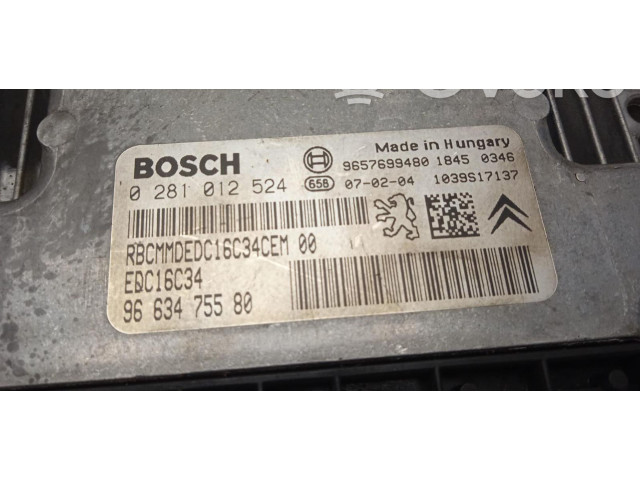 Made in Hungary
BOSCH
9657699480 1845 0346
0 281 012 524
658
07-02-04
1039S17137
RBCMMDEDC16C34CEM 00
EDC16C34
96 634 755 80